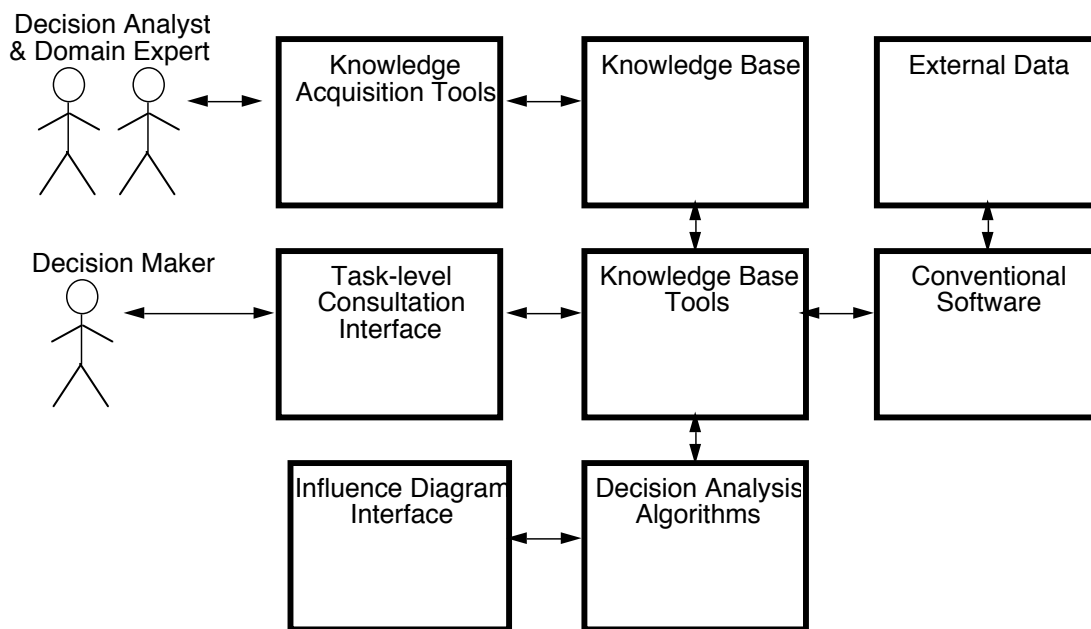 Decision Analyst
& Domain Expert
Knowledge
Acquisition Tools
Knowledge Base
External Data
Decision Maker
Task-level
Consultation
Interface
Knowledge Base
Tools
Conventional
Software
Influence Diagram
Interface
Decision Analysis
Algorithms